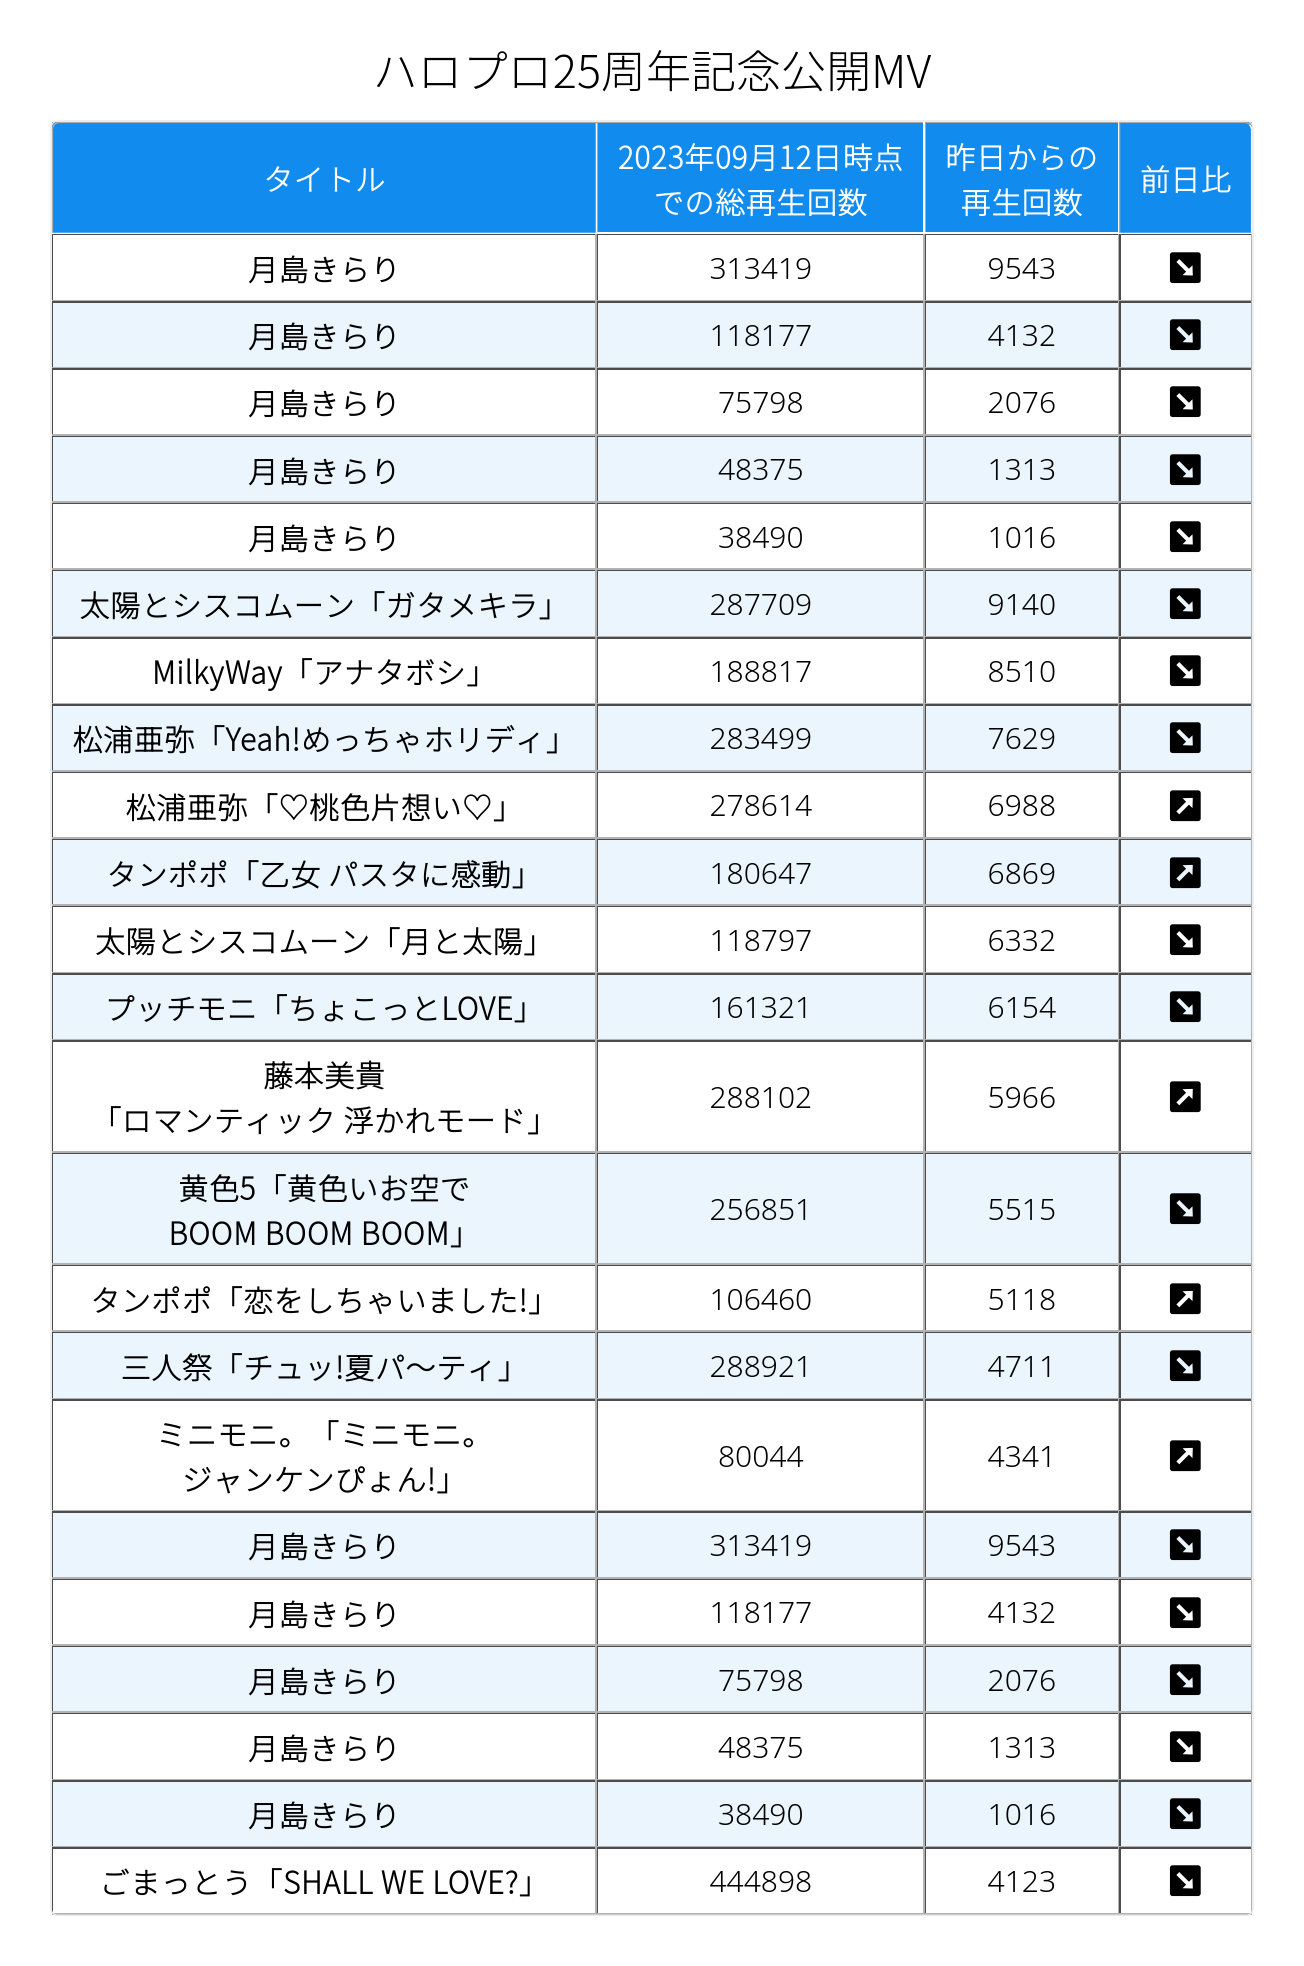 ハロプロ25周年記念公開MV
タイトル 2023年09月12日時点 昨日からの 前日比
での総再生回数 再生回数
月島きらり 313419 9543
月島きらり 118177 4132
月島きらり 75798 2076
月島きらり 48375 1313
月島きらり 38490 1016
太陽とシスコムーン「ガタメキラ」 287709 9140
MilkyWay「アナタボシ」 188817 8510
松浦亜弥「Yeah!めっちゃホリディ」 283499 7629
松浦亜弥「♡桃色片想い♡」 278614 6988
タンポポ「乙女 パスタに感動」 180647 6869
太陽とシスコムーン「月と太陽」 118797 6332
プッチモニ「ちょこっとLOVE」 161321 6154
藤本美貴
「ロマンティック 浮かれモード」 288102 5966
黄色5「黄色いお空で
BOOM BOOM BOOM」 256851 5515
タンポポ「恋をしちゃいました!」 106460 5118
三人祭「チュッ!夏パ〜ティ」 288921 4711
ミニモニ。「ミニモニ。
ジャンケンぴょん!」 80044 4341
月島きらり 313419 9543
月島きらり 118177 4132
月島きらり 75798 2076
月島きらり 48375 1313
月島きらり 38490 1016
ごまっとう「SHALL WE LOVE?」 444898 4123